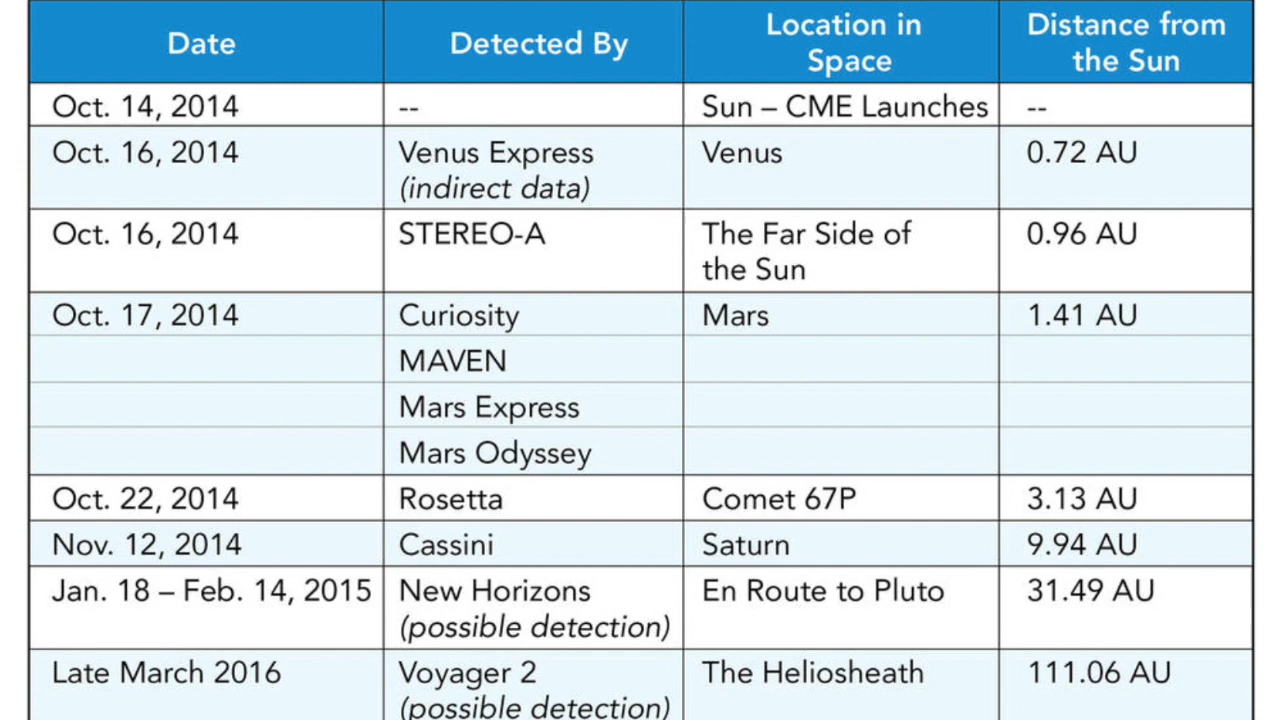 Date Detected By Location in Space Distance from the Sun
Oct. 14, 2014 -- Sun – CME Launches --
Oct. 16, 2014 Venus Express Venus 0.72 AU
(indirect data)
Oct. 16, 2014 STEREO-A The Far Side of 0.96 AU
the Sun
Oct. 17, 2014 Curiosity Mars 1.41 AU
MAVEN
Mars Express
Mars Odyssey
Oct. 22, 2014 Rosetta Comet 67P 3.13 AU
Nov. 12, 2014 Cassini Saturn 9.94 AU
Jan. 18 – Feb. 14, 2015 New Horizons En Route to Pluto 31.49 AU
(possible detection)
Late March 2016 Voyager 2 The Heliosheath 111.06 AU
(possible detection)